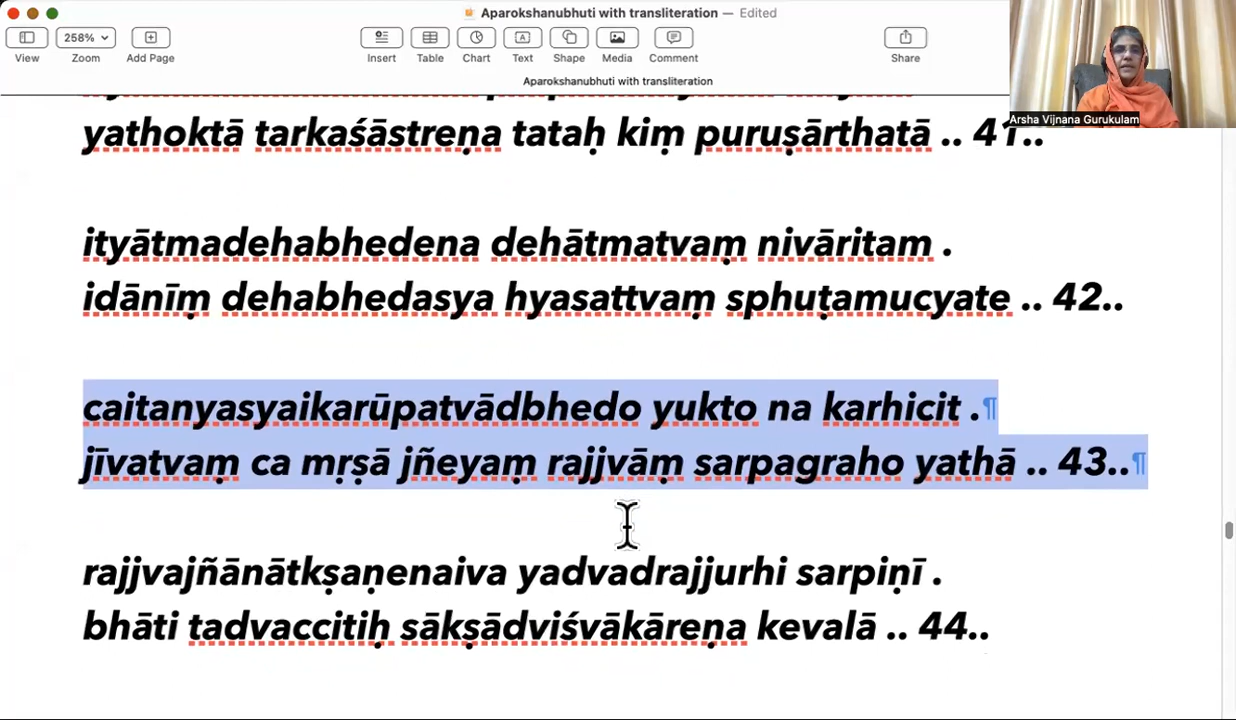 Aparokshanubhuti with transliteration — Edited
258%
View
Zoom
Add Page
Insert
Table
Chart
Text
Shape
Media
Comment
Share
Aparokshanubhuti with transliteration
Arsha Vijnana Gurukulam
yathoktā tarkaśāstreṇa tataḥ kiṃ puruṣārthatā .. 41..
ityātmadehabhedena dehātmatvaṃ nivāritam .
idānīṃ dehabhedasya hyasattvaṃ sphuṭamucyate .. 42..
caitanyasyaikarūpatvādbhedo yukto na karhicit .¶
jīvatvaṃ ca mṛṣā jñeyaṃ rajjvāṃ sarpagraho yathā .. 43..¶
rajjvajñānātkṣaṇenaiva yadvadrajjurhi sarpiṇī .
bhāti tadvaccitiḥ sākṣādviśvākāreṇa kevalā .. 44..